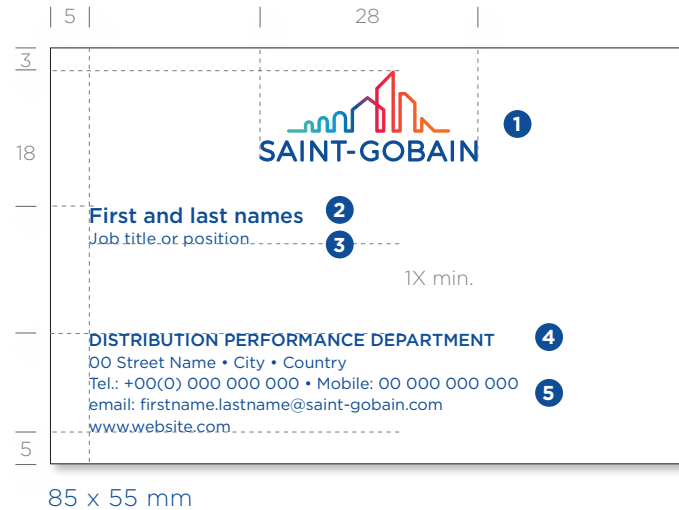 5 28
3
1
SAINT-GOBAIN
18
First and last names 2
Job title or position 3
1X min.
DISTRIBUTION PERFORMANCE DEPARTMENT 4
00 Street Name • City • Country
Tel.: +00(0) 000 000 000 • Mobile: 00 000 000 000
5
email: firstname.lastname@saint-gobain.com
www.website.com
5
85 x 55 mm